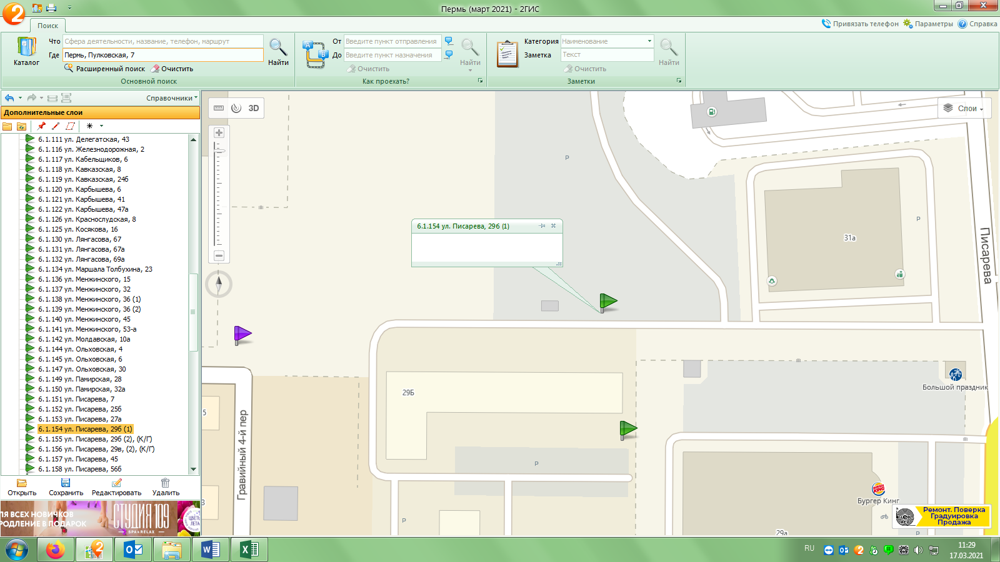 Пермь (март 2021) - 2ГИС
Поиск
Привязать телефон
Параметры
Справка
Каталог
Что
Сфера деятельности, название, телефон, маршрут
Где
Пермь, Пулковская, 7
Расширенный поиск
Очистить
Найти
Основной поиск
От
Введите пункт отправления
До
Введите пункт назначения
Очистить
Найти
Как проехать?
Категория
Наименование
Заметка
Текст
Очистить
Найти
Заметки
Справочники
Дополнительные слои
6.1.111 ул. Делегатская, 43
6.1.116 ул. Железнодорожная, 2
6.1.117 ул. Кабельщиков, 6
6.1.118 ул. Кавказская, 8
6.1.119 ул. Кавказская, 24б
6.1.120 ул. Карбышева, 6
6.1.121 ул. Карбышева, 41
6.1.122 ул. Карбышева, 47а
6.1.126 ул. Краснослудская, 8
6.1.125 ул. Косякова, 16
6.1.130 ул. Лянгасова, 67
6.1.131 ул. Лянгасова, 67а
6.1.132 ул. Лянгасова, 69а
6.1.134 ул. Маршала Толбухина, 23
6.1.136 ул. Менжинского, 15
6.1.137 ул. Менжинского, 32
6.1.138 ул. Менжинского, 36 (1)
6.1.139 ул. Менжинского, 36 (2)
6.1.140 ул. Менжинского, 45
6.1.141 ул. Менжинского, 53-а
6.1.142 ул. Молдавская, 10а
6.1.144 ул. Ольховская, 4
6.1.145 ул. Ольховская, 6
6.1.147 ул. Ольховская, 30
6.1.149 ул. Памирская, 28
6.1.150 ул. Памирская, 32а
6.1.151 ул. Писарева, 7
6.1.152 ул. Писарева, 25б
6.1.153 ул. Писарева, 27а
6.1.154 ул. Писарева, 29б (1)
6.1.155 ул. Писарева, 29б (2), (К/Г)
6.1.156 ул. Писарева, 29в, (2), (К/Г)
6.1.157 ул. Писарева, 45
6.1.158 ул. Писарева, 56б
Открыть
Сохранить
Редактировать
Удалить
ЛЯ ВСЕХ НОВИЧКОВ
РОДЛЕНИЕ В ПОДАРОК
СТУДИЯ 109
SPA & RELAX
ЦВЕТЫ
ЛЕТА
3D
Слои
6.1.154 ул. Писарева, 29б (1)
P
P
31а
Писарева
29Б
Большой праздник
5
Гравийный 4-й пер
P
3
P
Бургер Кинг
BURGER
KING
29а
P
Ремонт. Поверка
Градуировка
Продажа
RU
11:29
17.03.2021